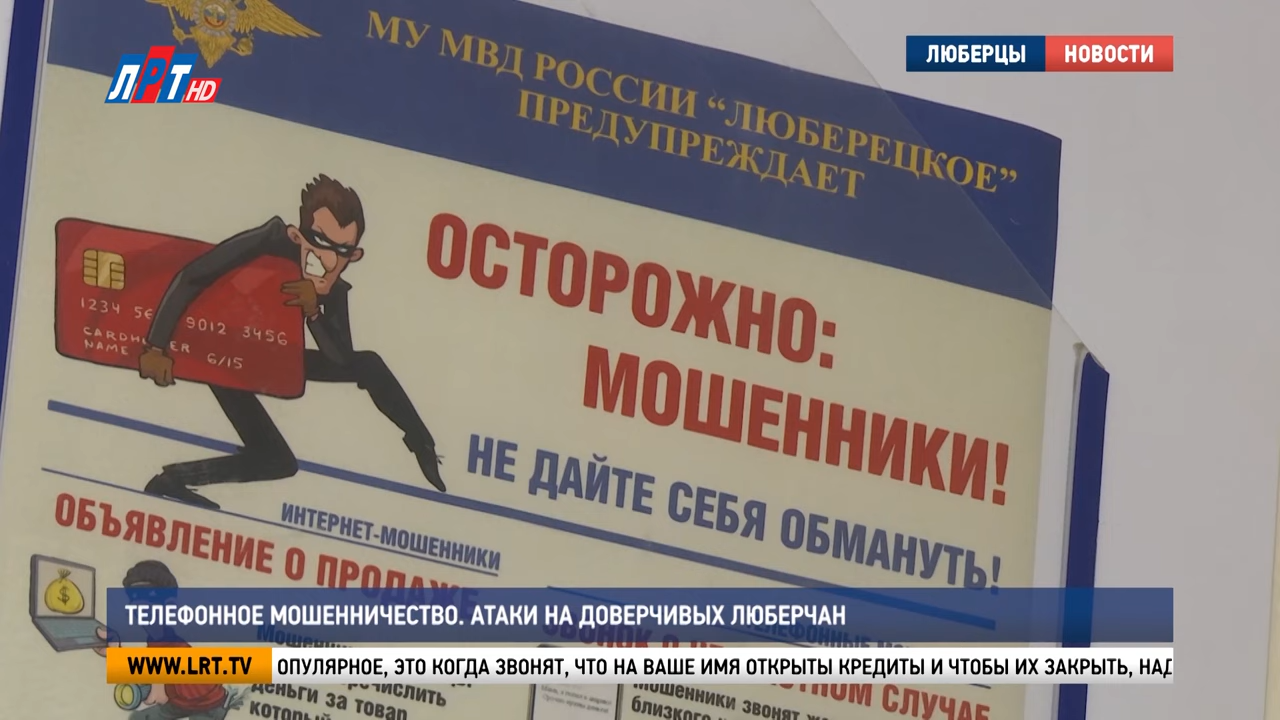 ЛРТ HD
ЛЮБЕРЦЫ НОВОСТИ
МУ МВД РОССИИ “ЛЮБЕРЕЦКОЕ”
ПРЕДУПРЕЖДАЕТ
ОСТОРОЖНО:
МОШЕННИКИ!
НЕ ДАЙТЕ СЕБЯ ОБМАНУТЬ!
1234 9012 3456
NAME 6/15
ИНТЕРНЕТ-МОШЕННИКИ
ОБЪЯВЛЕНИЕ О ПРОДАЖЕ
ТЕЛЕФОННОЕ МОШЕННИЧЕСТВО. АТАКИ НА ДОВЕРЧИВЫХ ЛЮБЕРЧАН
WWW.LRT.TV ОПУЛЯРНОЕ, ЭТО КОГДА ЗВОНЯТ, ЧТО НА ВАШЕ ИМЯ ОТКРЫТЫ КРЕДИТЫ И ЧТОБЫ ИХ ЗАКРЫТЬ, НАД
деньги за товар
который
Мошенники звонят
близкого